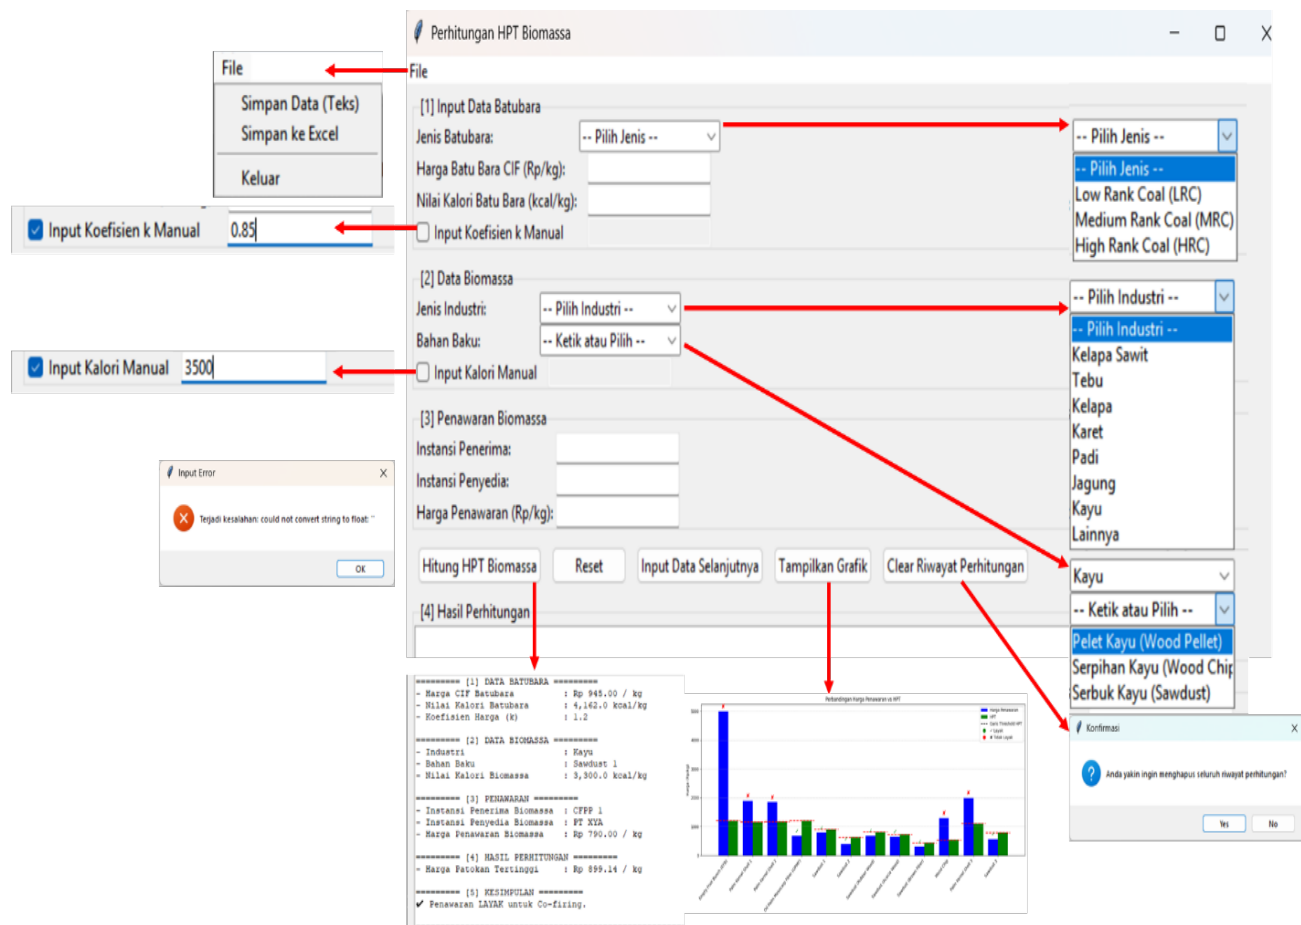 Perhitungan HPT Biomassa
File
[1] Input Data Batubara
Jenis Batubara:
-- Pilih Jenis --
Harga Batu Bara CIF (Rp/kg):
Nilai Kalori Batu Bara (kcal/kg):
Input Koefisien k Manual
[2] Data Biomassa
Jenis Industri:
-- Pilih Industri --
Bahan Baku:
-- Ketik atau Pilih --
Input Kalori Manual
[3] Penawaran Biomassa
Instansi Penerima:
Instansi Penyedia:
Harga Penawaran (Rp/kg):
Hitung HPT Biomassa
Reset
Input Data Selanjutnya
Tampilkan Grafik
Clear Riwayat Perhitungan
[4] Hasil Perhitungan
File
Simpan Data (Teks)
Simpan ke Excel
Keluar
Input Koefisien k Manual 0.85
Input Kalori Manual 3500
Input Error
Terjadi kesalahan: could not convert string to float: ''
OK
-- Pilih Jenis --
-- Pilih Jenis --
Low Rank Coal (LRC)
Medium Rank Coal (MRC)
High Rank Coal (HRC)
-- Pilih Industri --
-- Pilih Industri --
Kelapa Sawit
Tebu
Kelapa
Karet
Padi
Jagung
Kayu
Lainnya
Kayu
-- Ketik atau Pilih --
Pelet Kayu (Wood Pellet)
Serpihan Kayu (Wood Chip
Serbuk Kayu (Sawdust)
Konfirmasi
Anda yakin ingin menghapus seluruh riwayat perhitungan?
Yes
No
========= [1] DATA BATUBARA =========
- Harga CIF Batubara : Rp 945.00 / kg
- Nilai Kalori Batubara : 4,162.0 kcal/kg
- Koefisien Harga (k) : 1.2
========= [2] DATA BIOMASSA =========
- Industri : Kayu
- Bahan Baku : Sawdust 1
- Nilai Kalori Biomassa : 3,300.0 kcal/kg
========= [3] PENAWARAN =========
- Instansi Penerima Biomassa : CFPP 1
- Instansi Penyedia Biomassa : PT XYA
- Harga Penawaran Biomassa : Rp 790.00 / kg
========= [4] HASIL PERHITUNGAN =========
- Harga Patokan Tertinggi : Rp 899.14 / kg
========= [5] KESIMPULAN =========
✔ Penawaran LAYAK untuk Co-firing.
Perbandingan Harga Penawaran vs HPT
Harga Penawaran
HPT
Garis Threshold HPT
Sawdust 1
Sawdust 2
Wood Chip